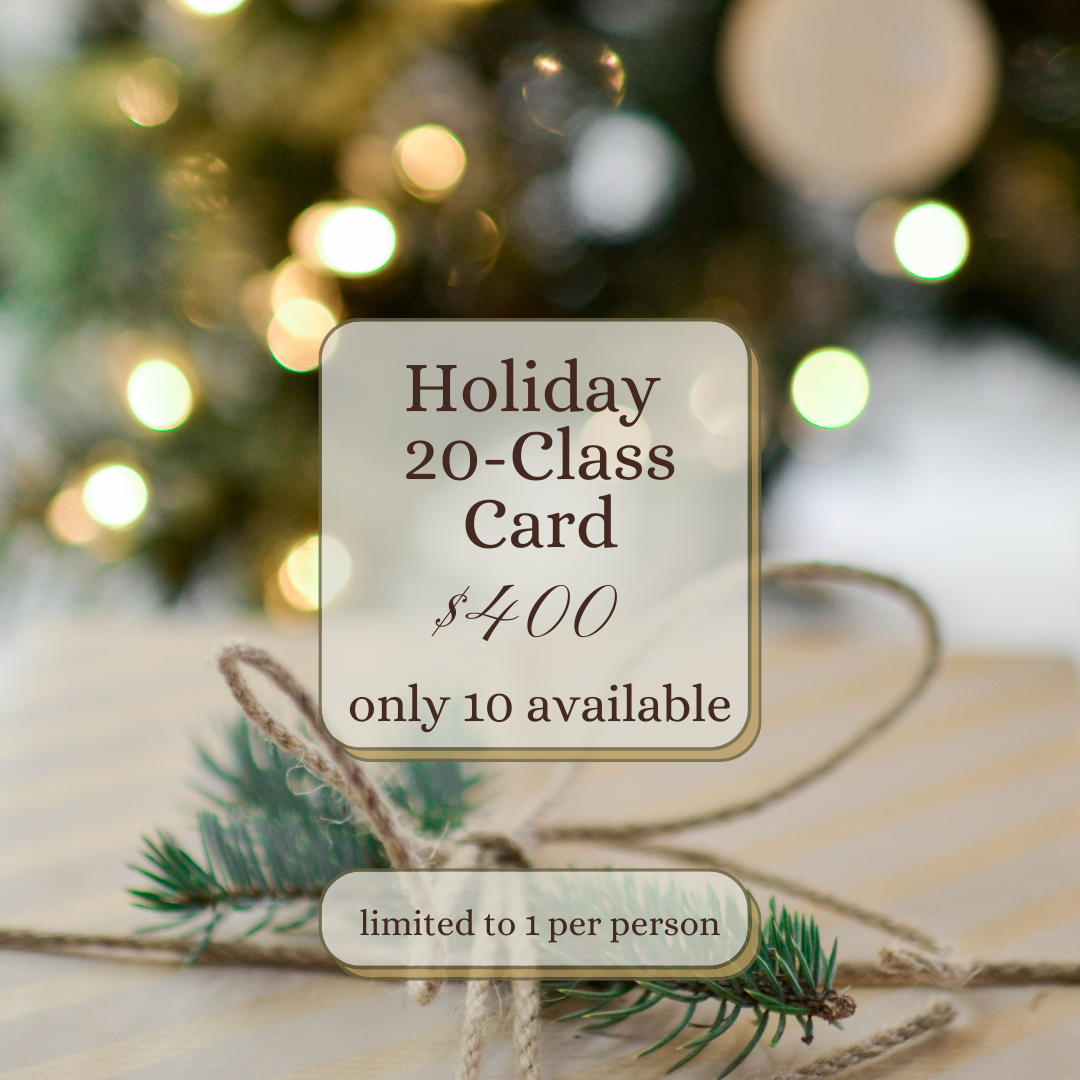 Holiday
20-Class
Card
$400
only 10 available
limited to 1 per person